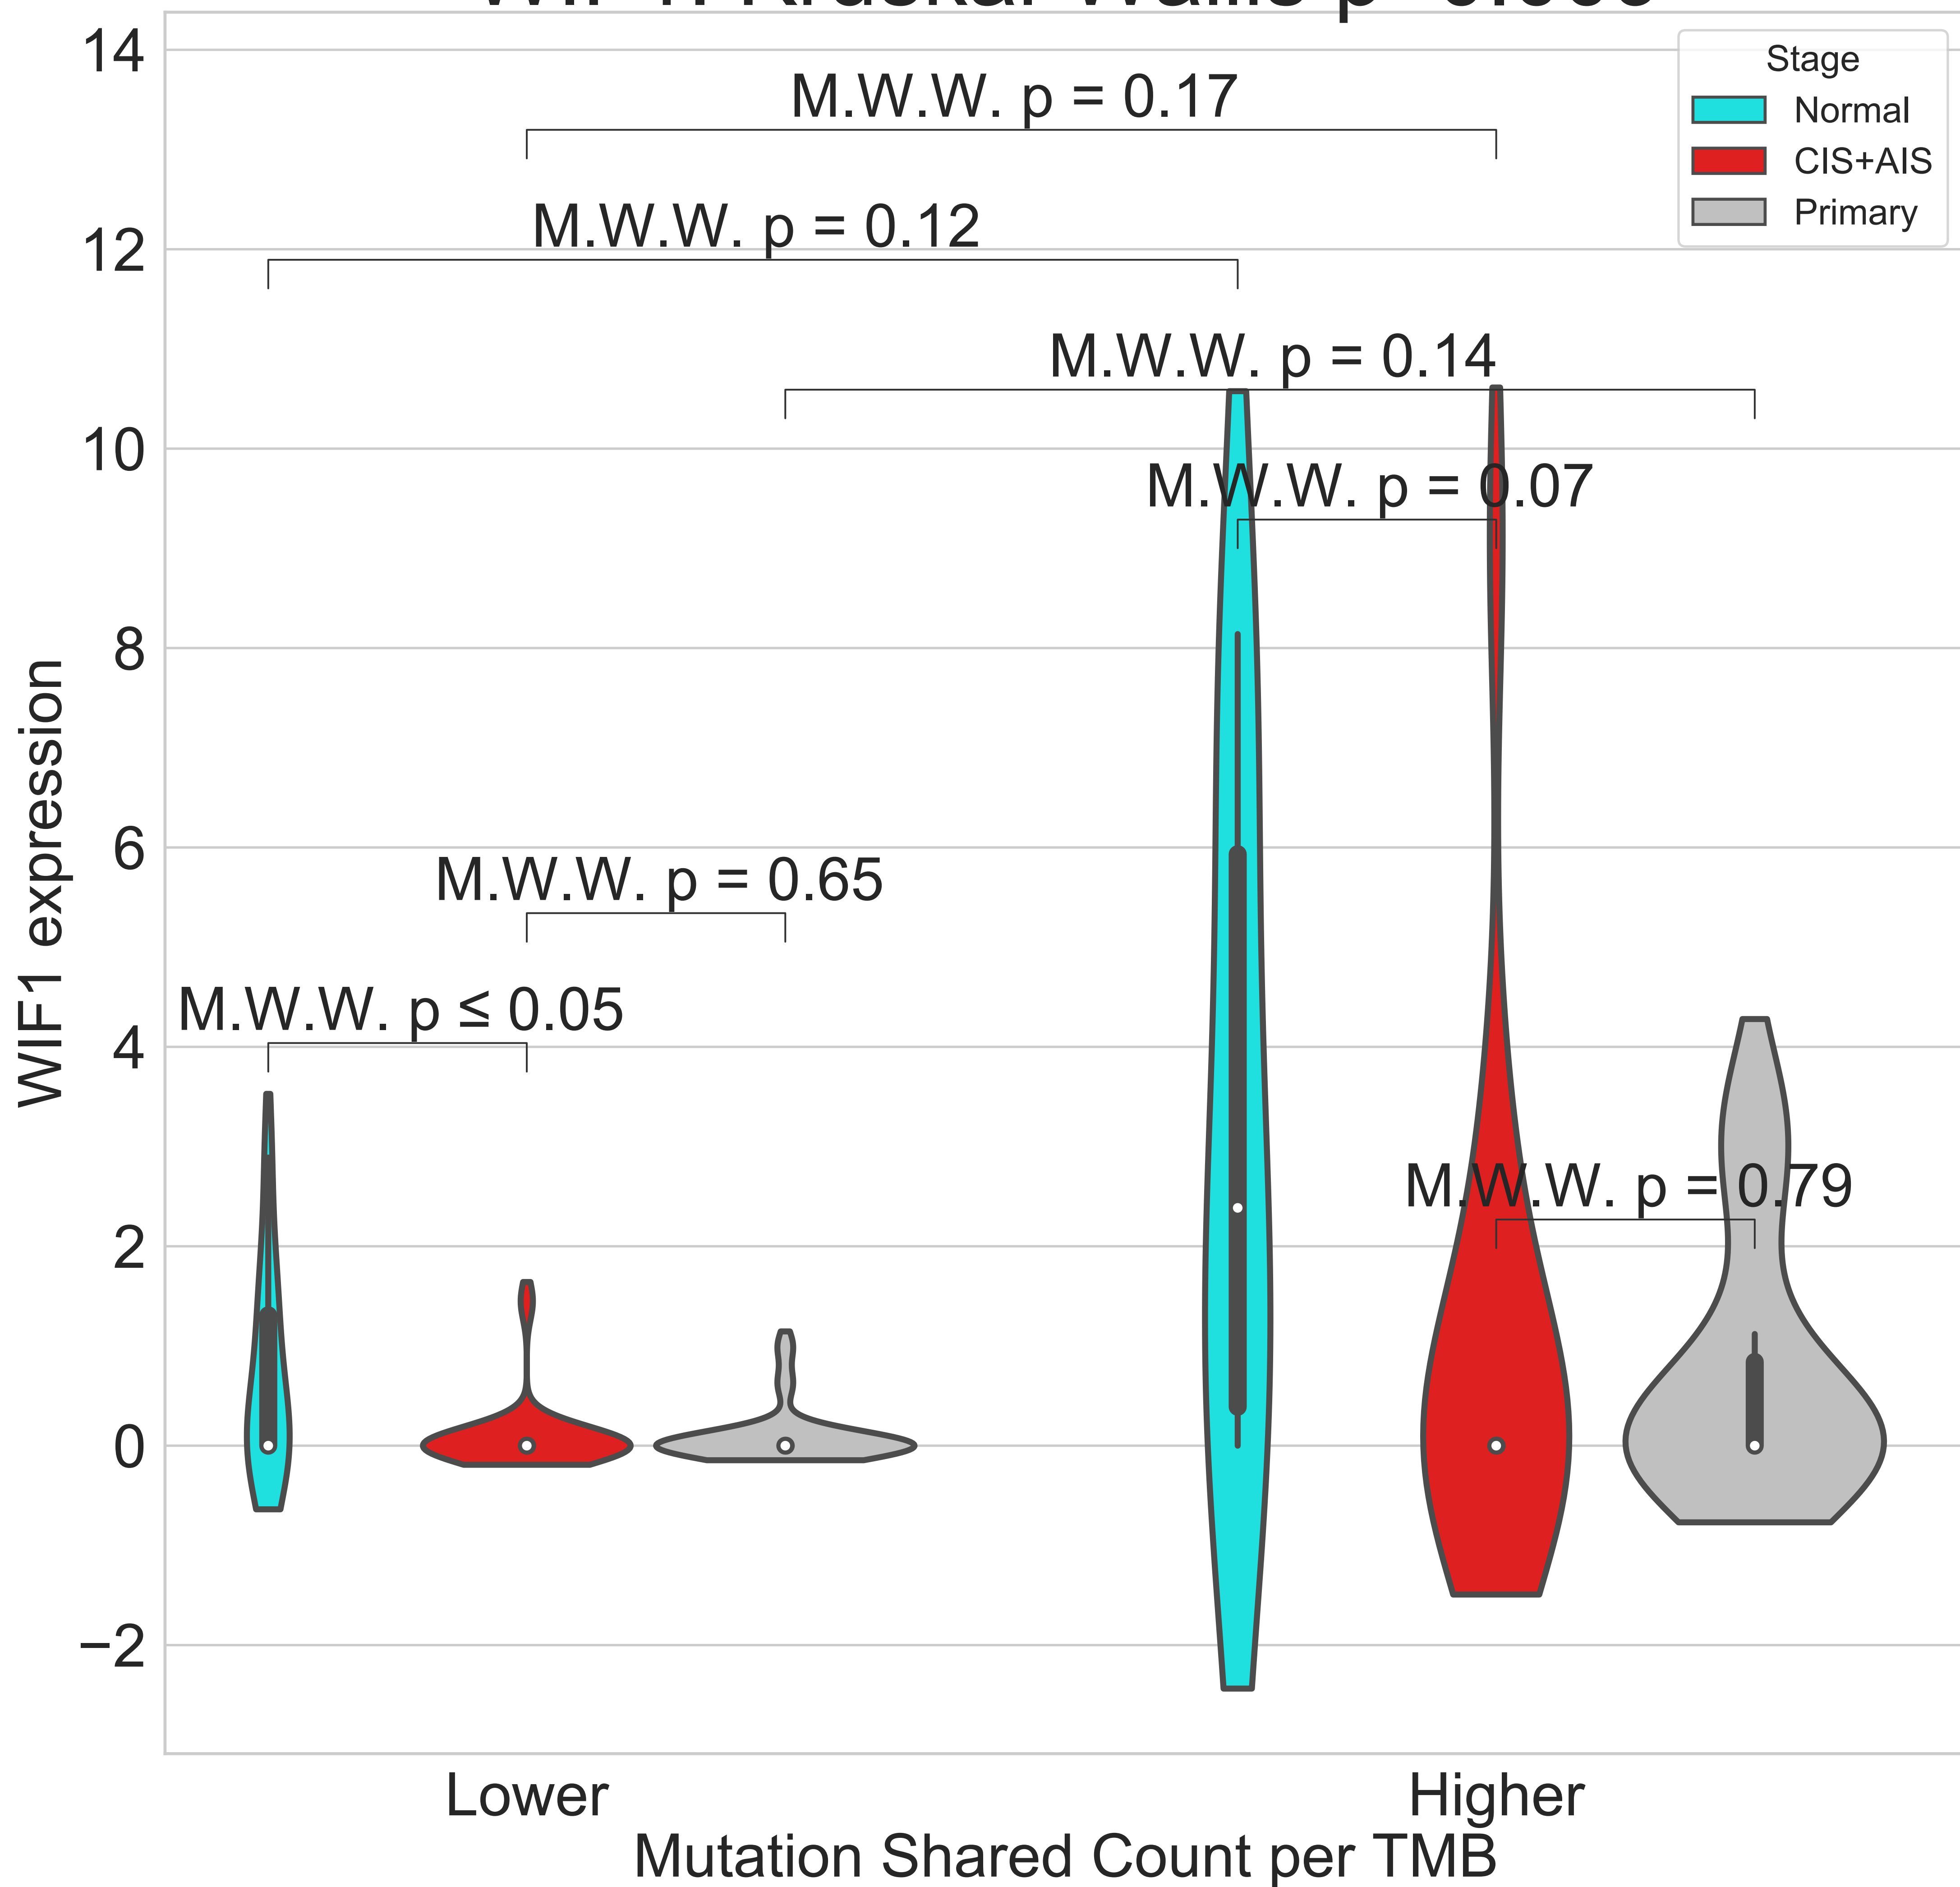 14
12
10
8
6
4
2
0
−2
WIF1 expression
M.W.W. p = 0.17
M.W.W. p = 0.12
M.W.W. p = 0.14
M.W.W. p = 0.07
M.W.W. p = 0.65
M.W.W. p ≤ 0.05
M.W.W. p = 0.79
Stage
Normal
CIS+AIS
Primary
Lower
Higher
Mutation Shared Count per TMB